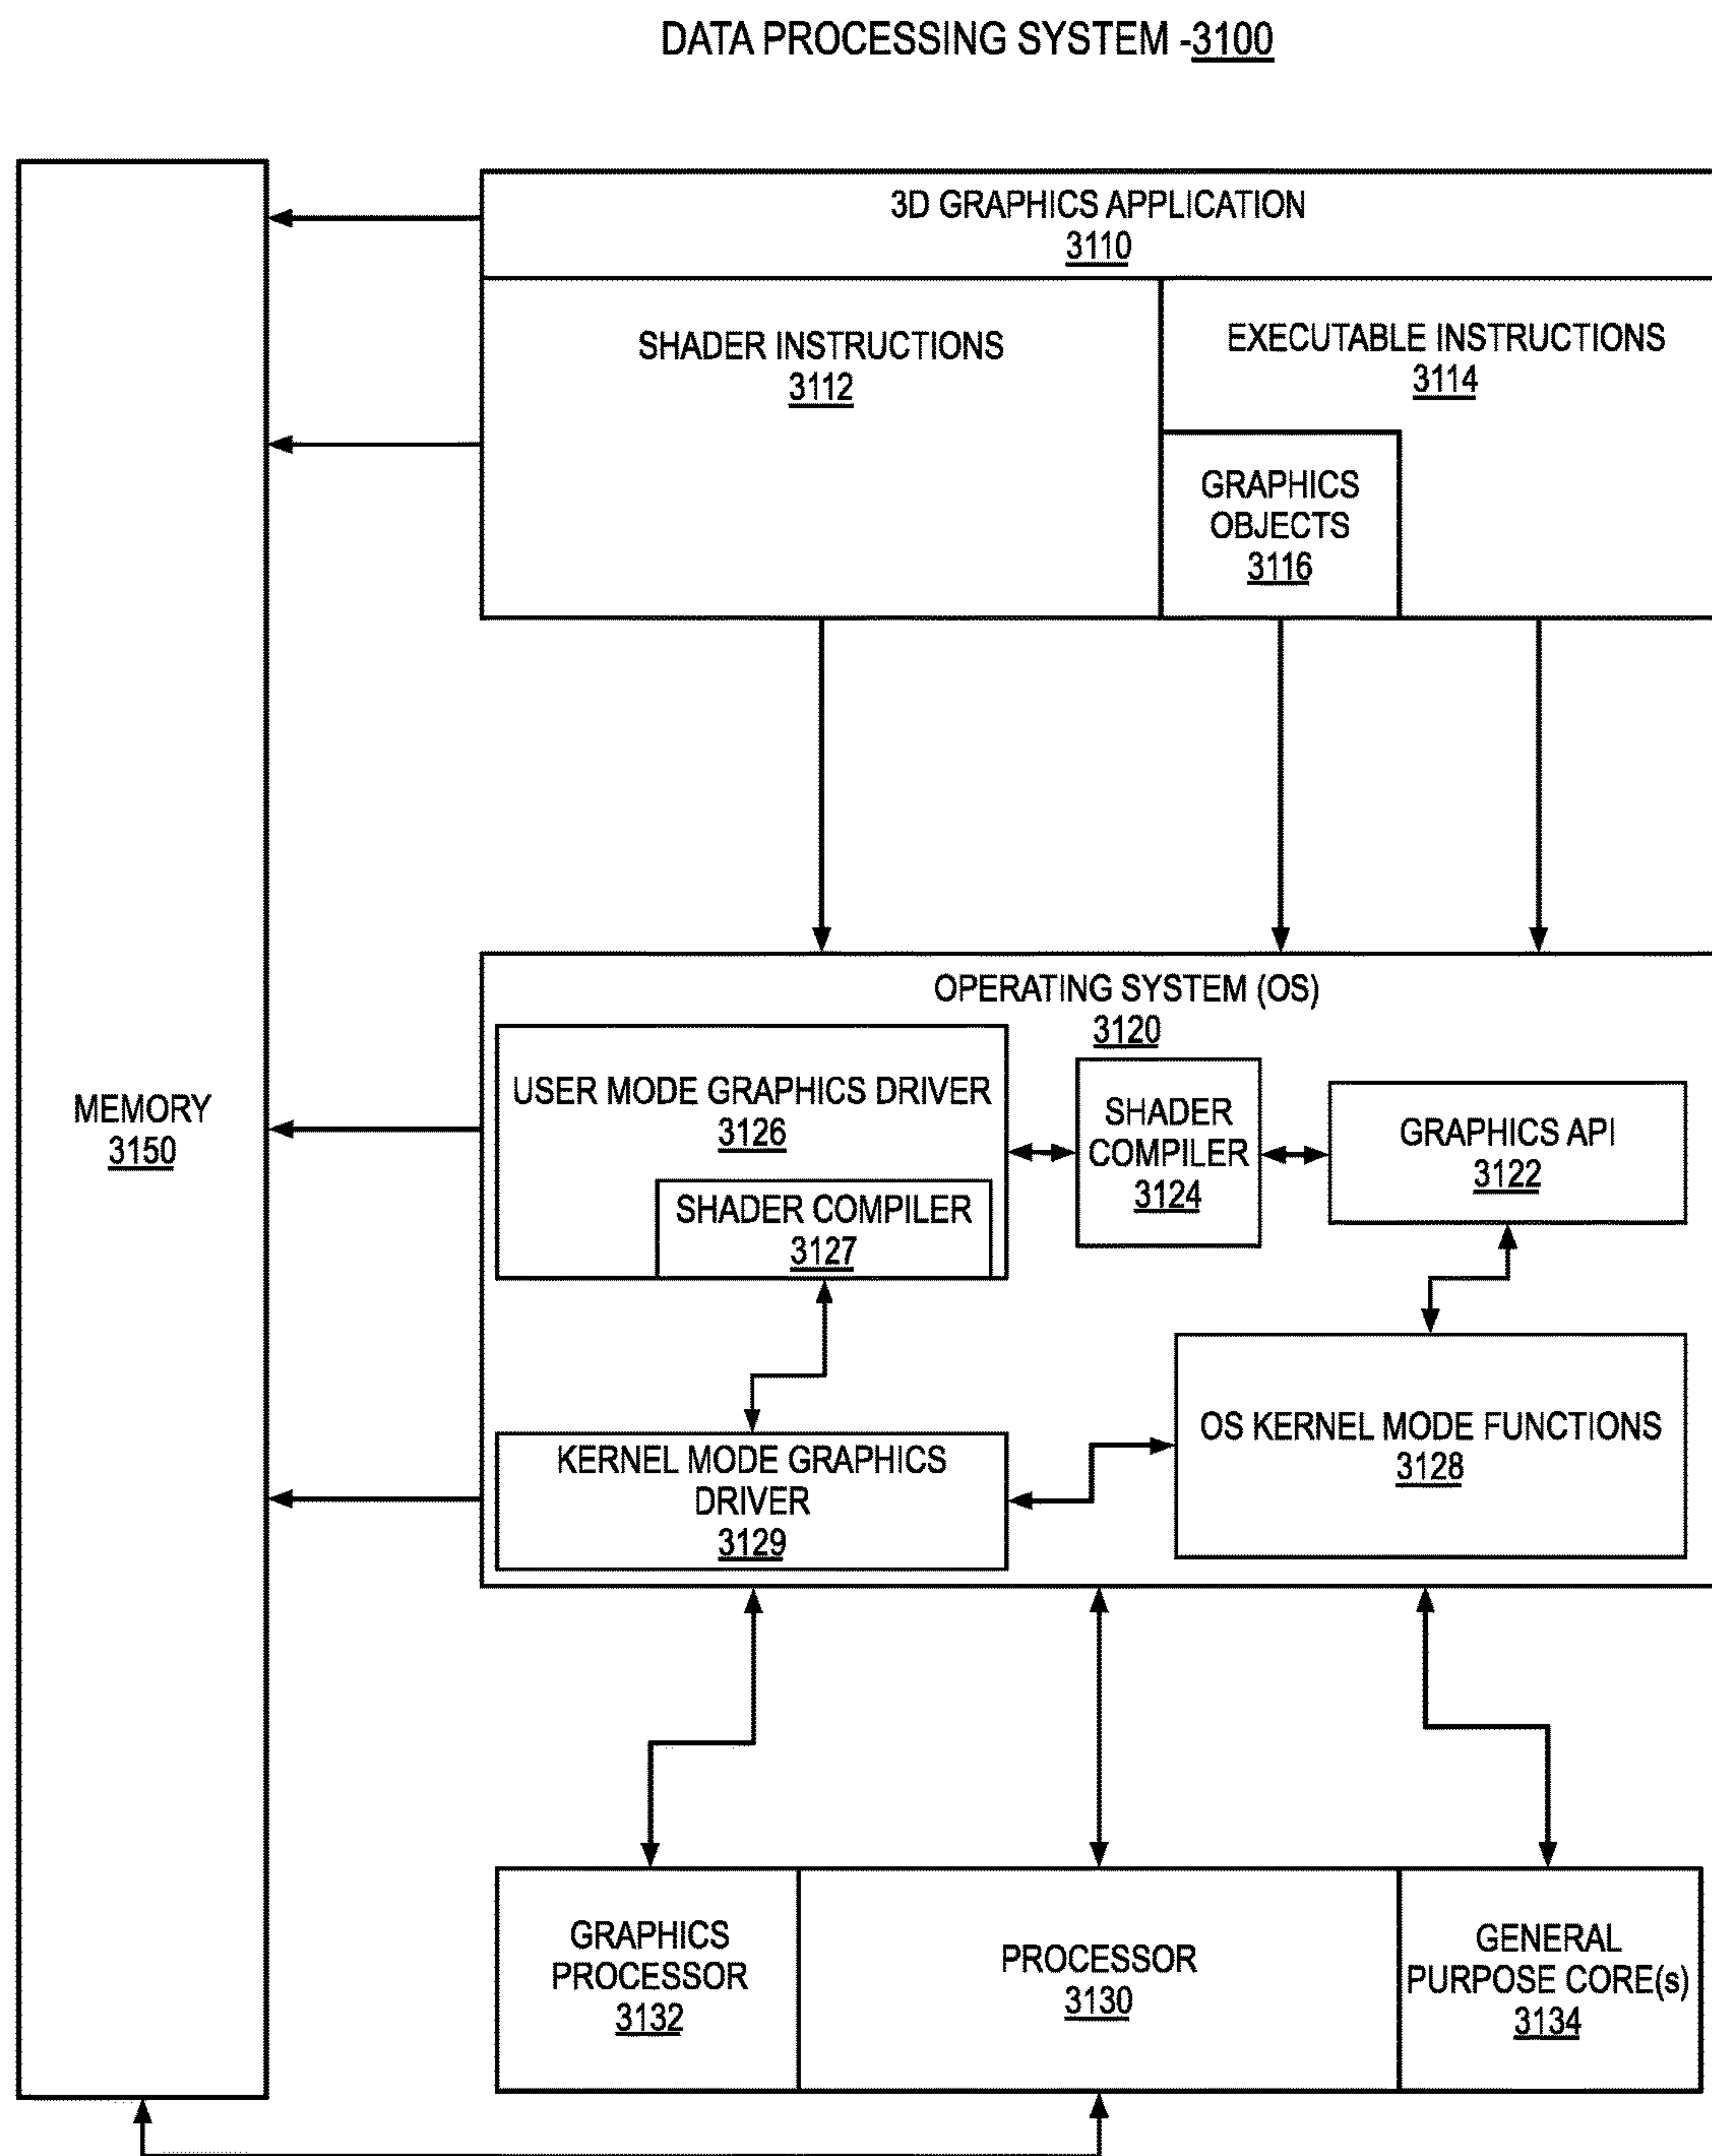 DATA PROCESSING SYSTEM -3100
3D GRAPHICS APPLICATION
3110
SHADER INSTRUCTIONS
3112
EXECUTABLE INSTRUCTIONS
3114
GRAPHICS
OBJECTS
3116
MEMORY
3150
OPERATING SYSTEM (OS)
3120
USER MODE GRAPHICS DRIVER
3126
SHADER COMPILER
3127
SHADER
COMPILER
3124
GRAPHICS API
3122
KERNEL MODE GRAPHICS
DRIVER
3129
OS KERNEL MODE FUNCTIONS
3128
GRAPHICS
PROCESSOR
3132
PROCESSOR
3130
GENERAL
PURPOSE CORE(s)
3134